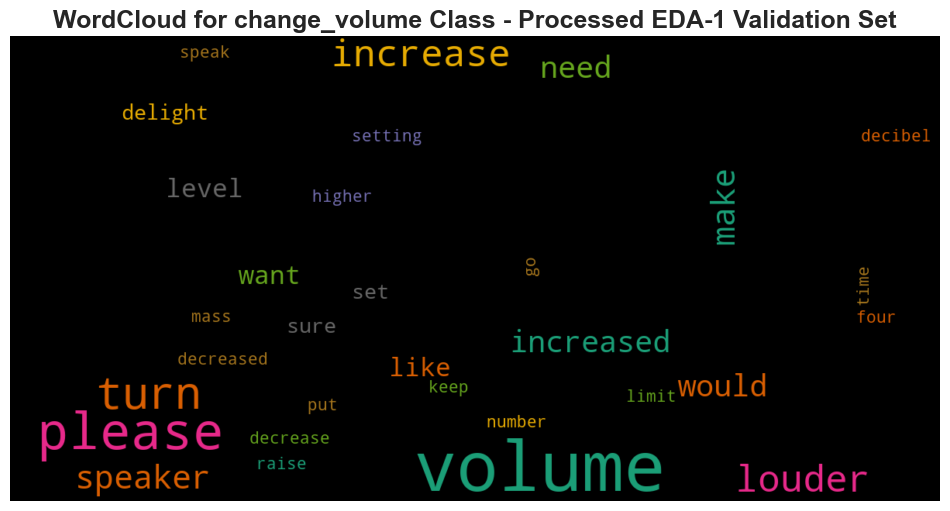 WordCloud for change_volume Class - Processed EDA-1 Validation Set
speak
increase
need
delight
setting
decibel
level
higher
make
want
go
set
time
mass
sure
four
increased
decreased
like
keep
would
turn
put
limit
please
number
decrease
raise
speaker
volume
louder